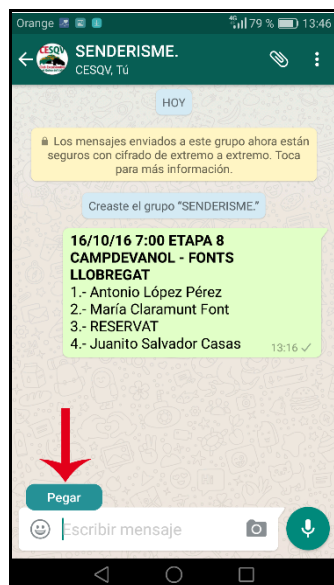 Orange
4G 79 % 13:46
SENDERISME.
CESQV, Tú
HOY
Los mensajes enviados a este grupo ahora están
seguros con cifrado de extremo a extremo. Toca
para más información.
Creaste el grupo “SENDERISME.”
16/10/16 7:00 ETAPA 8
CAMPDEVANOL - FONTS
LLOBREGAT
1.- Antonio López Pérez
2.- María Claramunt Font
3.- RESERVAT
4.- Juanito Salvador Casas
13:16
Pegar
Escribir mensaje